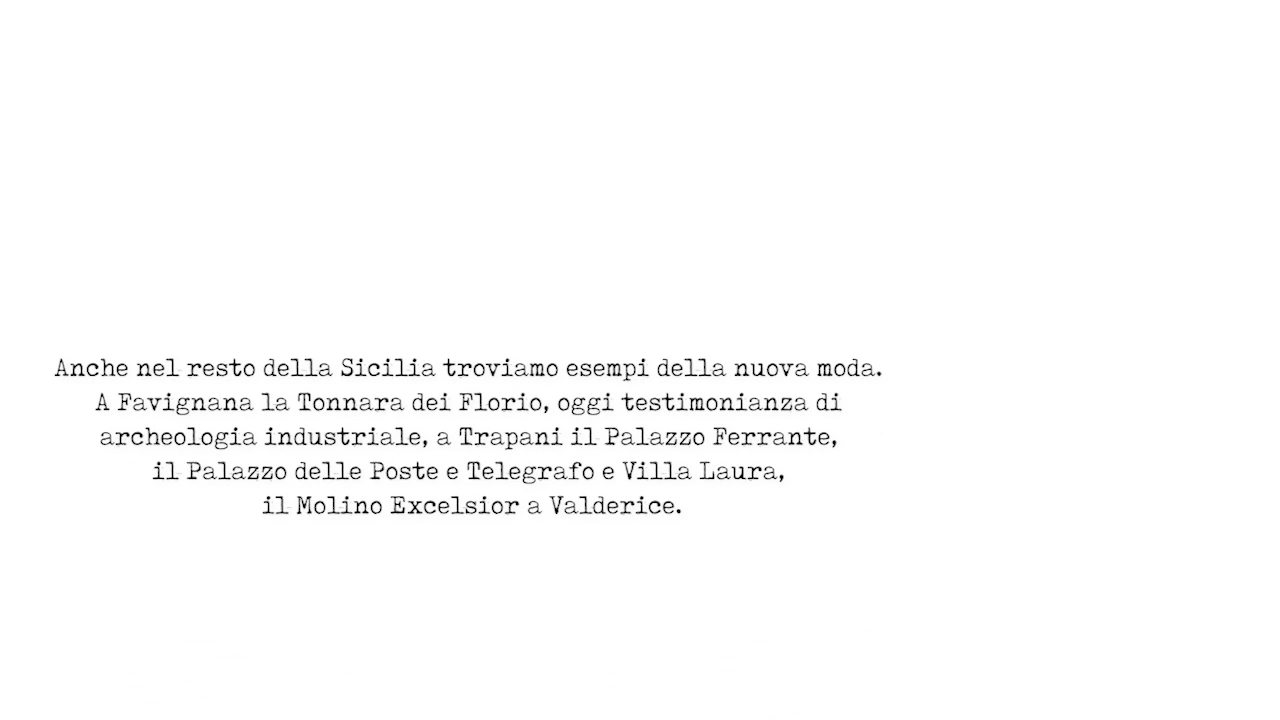 Anche nel resto della Sicilia troviamo esempi della nuova moda.
A Favignana la Tonnara dei Florio, oggi testimonianza di
archeologia industriale, a Trapani il Palazzo Ferrante,
il Palazzo delle Poste e Telegrafo e Villa Laura,
il Molino Excelsior a Valderice.